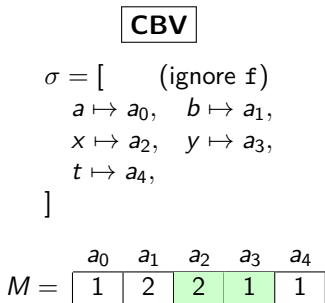 CBV
σ = [ (ignore f)
a ↦ a₀, b ↦ a₁,
x ↦ a₂, y ↦ a₃,
t ↦ a₄,
]
a₀ a₁ a₂ a₃ a₄
M = 1 2 2 1 1